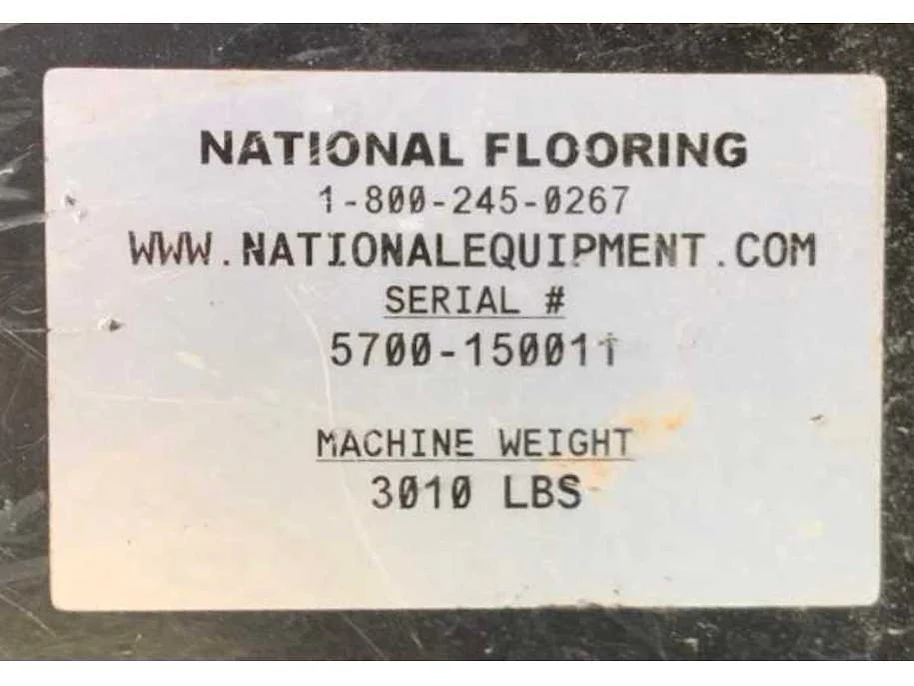 NATIONAL FLOORING
1-800-245-0267
WWW.NATIONALEQUIPMENT.COM
SERIAL #
5700-150011
MACHINE WEIGHT
3010 LBS